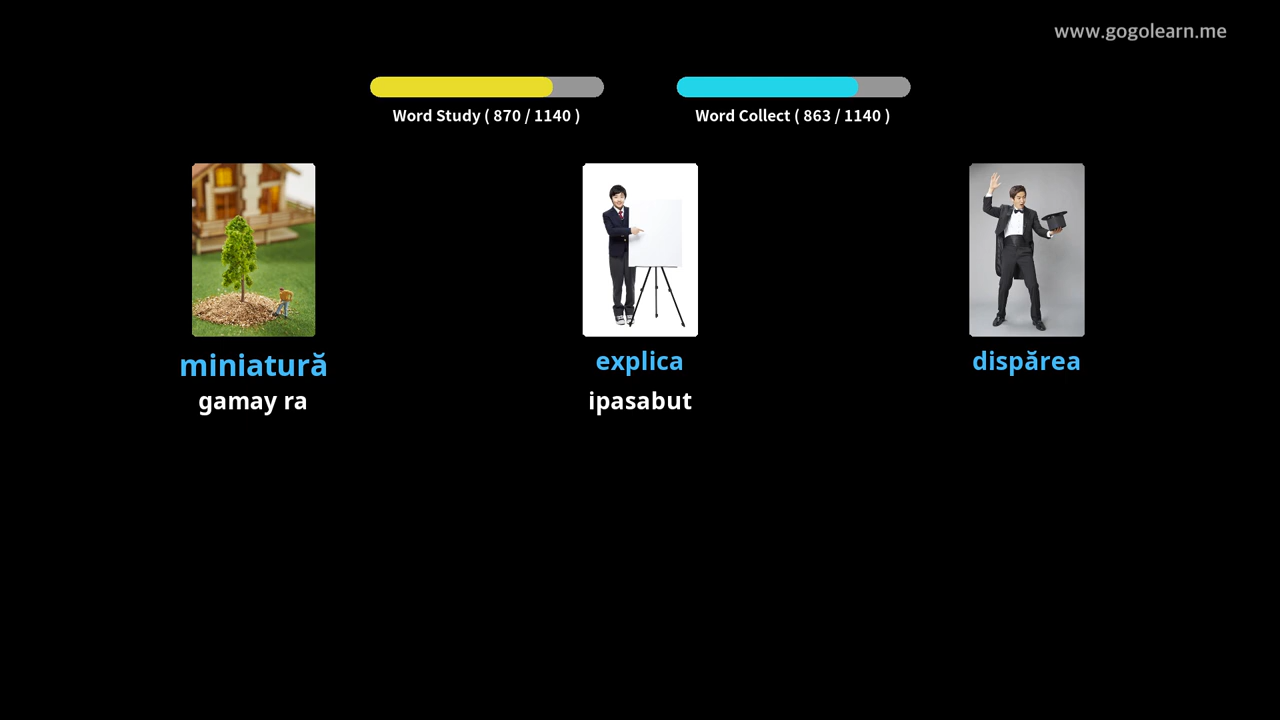 www.gogolearn.me
Word Study ( 870 / 1140 )
Word Collect ( 863 / 1140 )
miniatură
gamay ra
explica
ipasabut
dispărea